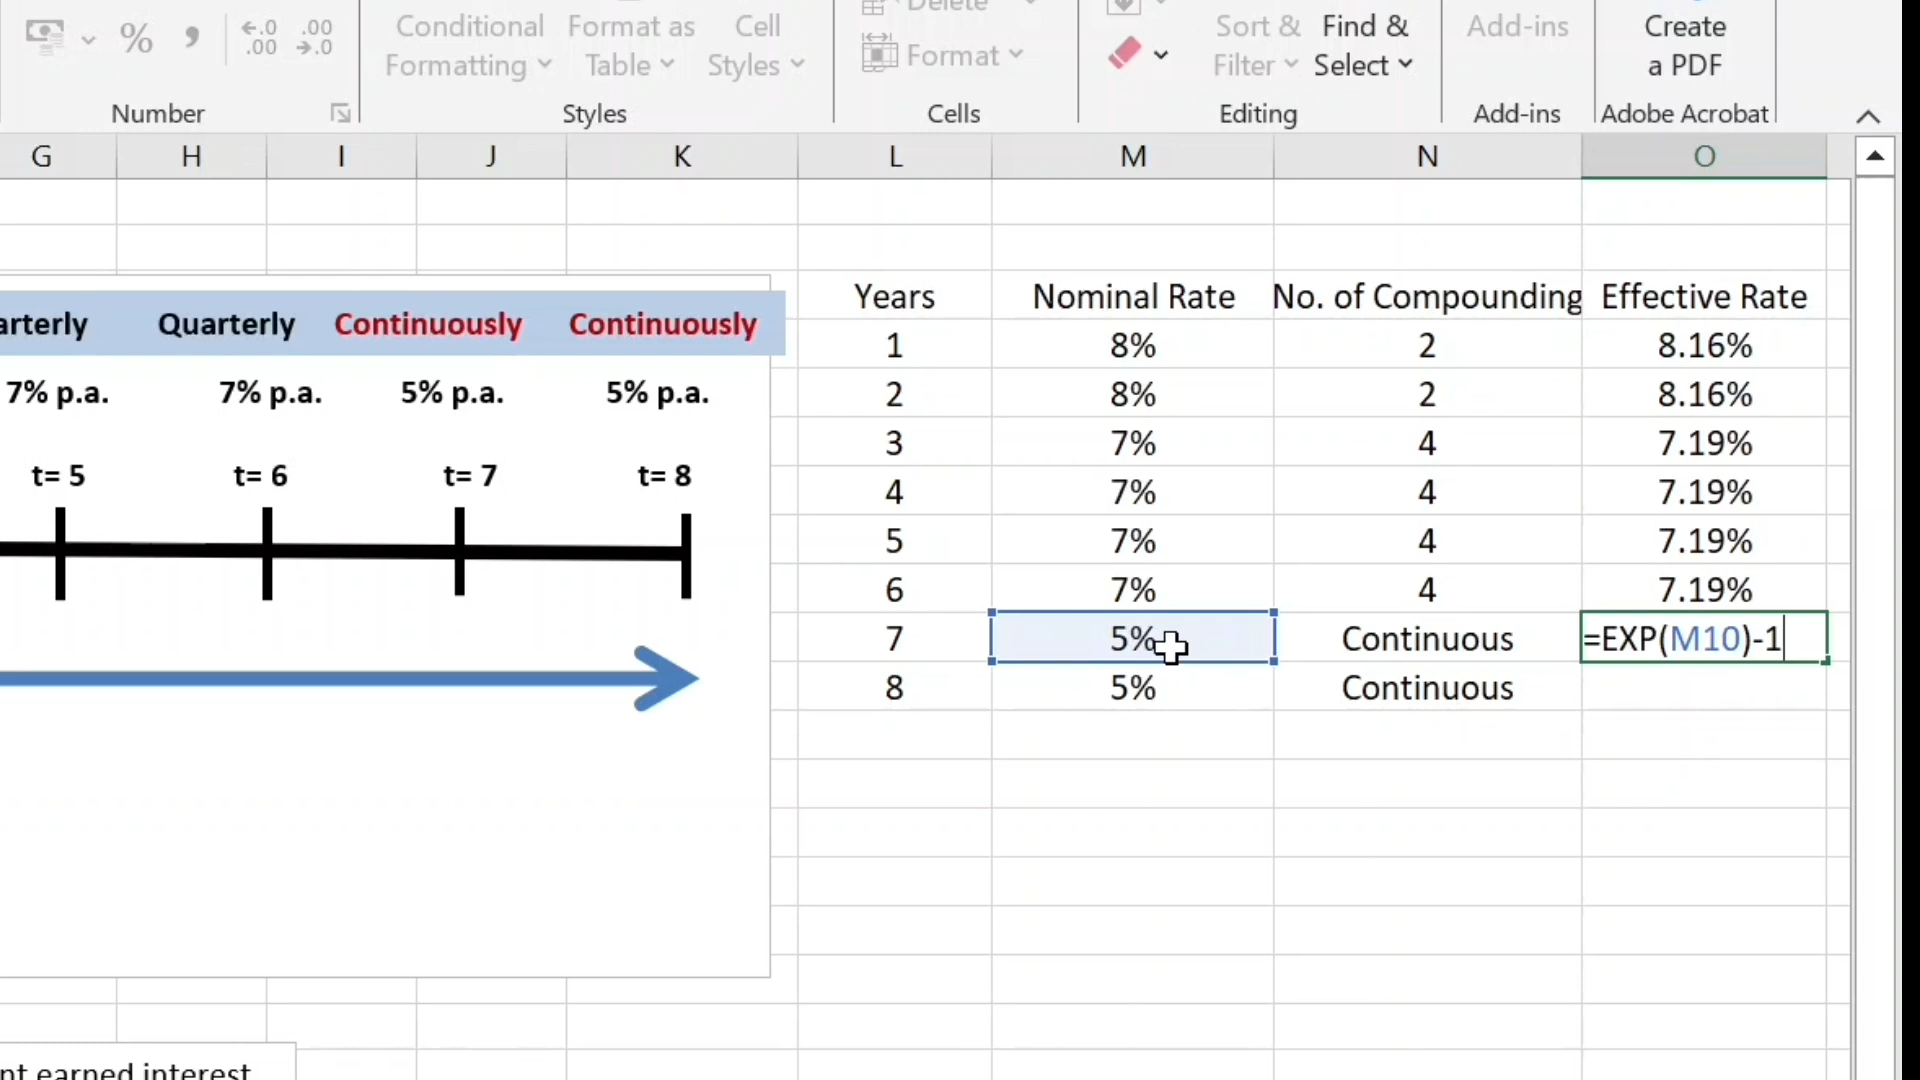 Delete
Conditional Format as Cell
Sort & Find & Add-ins Create
% , ←.0 .00 .00 →.0
Formatting Table Styles Format Filter Select a PDF
Number Styles Cells Editing Add-ins Adobe Acrobat
G H I J K L M N O
Years Nominal Rate No. of Compounding Effective Rate
arterly Quarterly Continuously Continuously
1 8% 2 8.16%
7% p.a. 7% p.a. 5% p.a. 5% p.a.
2 8% 2 8.16%
3 7% 4 7.19%
t= 5 t= 6 t= 7 t= 8
4 7% 4 7.19%
5 7% 4 7.19%
6 7% 4 7.19%
7 5% Continuous =EXP(M10)-1
8 5% Continuous
nt earned interest